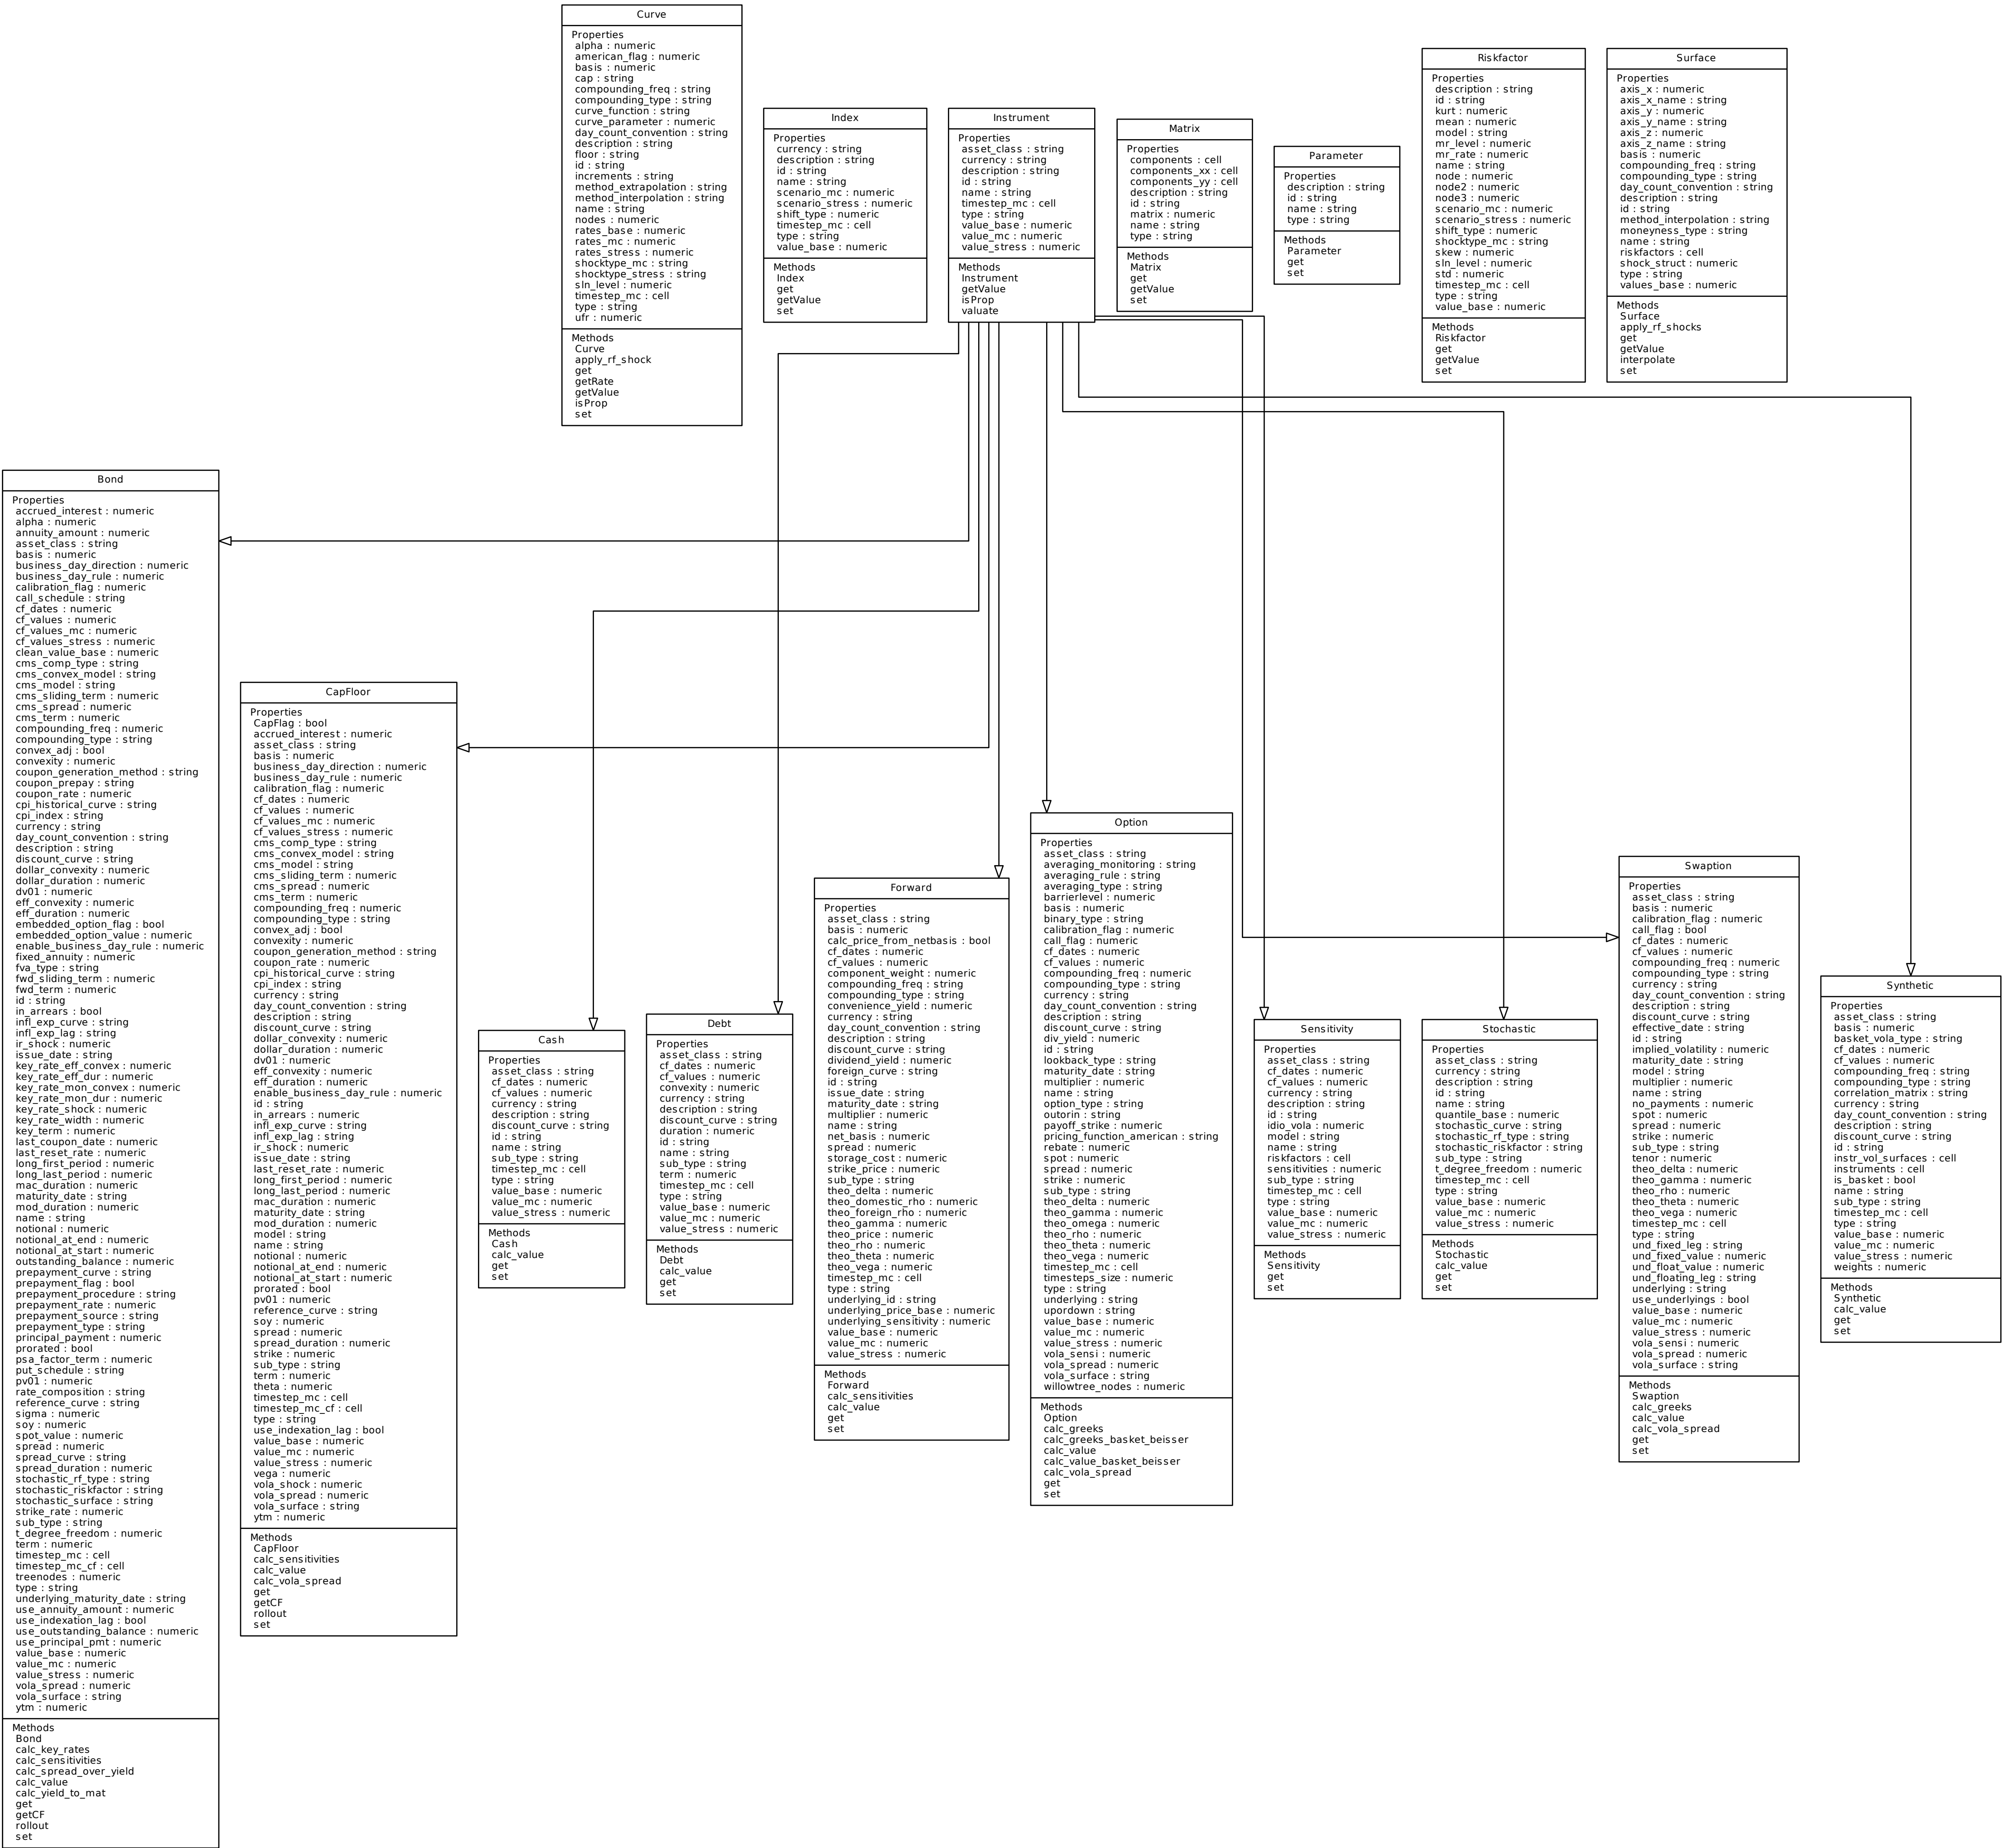 Curve
Properties
alpha : numeric
american_flag : numeric
basis : numeric
cap : string
compounding_freq : string
compounding_type : string
curve_function : string
curve_parameter : numeric
day_count_convention : string
description : string
floor : string
id : string
increments : string
method_extrapolation : string
method_interpolation : string
name : string
nodes : numeric
rates_base : numeric
rates_mc : numeric
rates_stress : numeric
shocktype_mc : string
shocktype_stress : string
sln_level : numeric
timestep_mc : cell
type : string
ufr : numeric
Methods
Curve
apply_rf_shock
get
getRate
getValue
isProp
set
Index
Properties
currency : string
description : string
id : string
name : string
scenario_mc : numeric
scenario_stress : numeric
shift_type : numeric
timestep_mc : cell
type : string
value_base : numeric
Methods
Index
get
getValue
set
Instrument
Properties
asset_class : string
currency : string
description : string
id : string
name : string
timestep_mc : cell
type : string
value_base : numeric
value_mc : numeric
value_stress : numeric
Methods
Instrument
getValue
isProp
valuate
Matrix
Properties
components : cell
components_xx : cell
components_yy : cell
description : string
id : string
matrix : numeric
name : string
type : string
Methods
Matrix
get
getValue
set
Parameter
Properties
description : string
id : string
name : string
type : string
Methods
Parameter
get
set
Riskfactor
Properties
description : string
id : string
kurt : numeric
mean : numeric
model : string
mr_level : numeric
mr_rate : numeric
name : string
node : numeric
node2 : numeric
node3 : numeric
scenario_mc : numeric
scenario_stress : numeric
shift_type : numeric
shocktype_mc : string
skew : numeric
sln_level : numeric
std : numeric
timestep_mc : cell
type : string
value_base : numeric
Methods
Riskfactor
get
getValue
set
Surface
Properties
axis_x : numeric
axis_x_name : string
axis_y : numeric
axis_y_name : string
axis_z : numeric
axis_z_name : string
basis : numeric
compounding_freq : string
compounding_type : string
day_count_convention : string
description : string
id : string
method_interpolation : string
moneyness_type : string
name : string
riskfactors : cell
shock_struct : numeric
type : string
values_base : numeric
Methods
Surface
apply_rf_shocks
get
getValue
interpolate
set
Bond
Properties
accrued_interest : numeric
alpha : numeric
annuity_amount : numeric
asset_class : string
basis : numeric
business_day_direction : numeric
business_day_rule : numeric
calibration_flag : numeric
call_schedule : string
cf_dates : numeric
cf_values : numeric
cf_values_mc : numeric
cf_values_stress : numeric
clean_value_base : numeric
cms_comp_type : string
cms_convex_model : string
cms_model : string
cms_sliding_term : numeric
cms_spread : numeric
cms_term : numeric
compounding_freq : numeric
compounding_type : string
convex_adj : bool
convexity : numeric
coupon_generation_method : string
coupon_prepay : string
coupon_rate : numeric
cpi_historical_curve : string
cpi_index : string
currency : string
day_count_convention : string
description : string
discount_curve : string
dollar_convexity : numeric
dollar_duration : numeric
dv01 : numeric
eff_convexity : numeric
eff_duration : numeric
embedded_option_flag : bool
embedded_option_value : numeric
enable_business_day_rule : numeric
fixed_annuity : numeric
fva_type : string
fwd_sliding_term : numeric
fwd_term : numeric
id : string
in_arrears : bool
infl_exp_curve : string
infl_exp_lag : string
ir_shock : numeric
issue_date : string
key_rate_eff_convex : numeric
key_rate_eff_dur : numeric
key_rate_mon_convex : numeric
key_rate_mon_dur : numeric
key_rate_shock : numeric
key_rate_width : numeric
key_term : numeric
last_coupon_date : numeric
last_reset_rate : numeric
long_first_period : numeric
long_last_period : numeric
mac_duration : numeric
maturity_date : string
mod_duration : numeric
name : string
notional : numeric
notional_at_end : numeric
notional_at_start : numeric
outstanding_balance : numeric
prepayment_curve : string
prepayment_flag : bool
prepayment_procedure : string
prepayment_rate : numeric
prepayment_source : string
prepayment_type : string
principal_payment : numeric
prorated : bool
psa_factor_term : numeric
put_schedule : string
pv01 : numeric
rate_composition : string
reference_curve : string
sigma : numeric
soy : numeric
spot_value : numeric
spread : numeric
spread_curve : string
spread_duration : numeric
stochastic_rf_type : string
stochastic_riskfactor : string
stochastic_surface : string
strike_rate : numeric
sub_type : string
t_degree_freedom : numeric
term : numeric
timestep_mc : cell
timestep_mc_cf : cell
treenodes : numeric
type : string
underlying_maturity_date : string
use_annuity_amount : numeric
use_indexation_lag : bool
use_outstanding_balance : numeric
use_principal_pmt : numeric
value_base : numeric
value_mc : numeric
value_stress : numeric
vola_spread : numeric
vola_surface : string
ytm : numeric
Methods
Bond
calc_key_rates
calc_sensitivities
calc_spread_over_yield
calc_value
calc_yield_to_mat
get
getCF
rollout
set
CapFloor
Properties
CapFlag : bool
accrued_interest : numeric
asset_class : string
basis : numeric
business_day_direction : numeric
business_day_rule : numeric
calibration_flag : numeric
cf_dates : numeric
cf_values : numeric
cf_values_mc : numeric
cf_values_stress : numeric
cms_comp_type : string
cms_convex_model : string
cms_model : string
cms_sliding_term : numeric
cms_spread : numeric
cms_term : numeric
compounding_freq : numeric
compounding_type : string
convex_adj : bool
convexity : numeric
coupon_generation_method : string
coupon_rate : numeric
cpi_historical_curve : string
cpi_index : string
currency : string
day_count_convention : string
description : string
discount_curve : string
dollar_convexity : numeric
dollar_duration : numeric
dv01 : numeric
eff_convexity : numeric
eff_duration : numeric
enable_business_day_rule : numeric
id : string
in_arrears : numeric
infl_exp_curve : string
infl_exp_lag : string
ir_shock : numeric
issue_date : string
last_reset_rate : numeric
long_first_period : numeric
long_last_period : numeric
mac_duration : numeric
maturity_date : string
mod_duration : numeric
model : string
name : string
notional : numeric
notional_at_end : numeric
notional_at_start : numeric
prorated : bool
pv01 : numeric
reference_curve : string
soy : numeric
spread : numeric
spread_duration : numeric
strike : numeric
sub_type : string
term : numeric
theta : numeric
timestep_mc : cell
timestep_mc_cf : cell
type : string
use_indexation_lag : bool
value_base : numeric
value_mc : numeric
value_stress : numeric
vega : numeric
vola_shock : numeric
vola_spread : numeric
vola_surface : string
ytm : numeric
Methods
CapFloor
calc_sensitivities
calc_value
calc_vola_spread
get
getCF
rollout
set
Cash
Properties
asset_class : string
cf_dates : numeric
cf_values : numeric
currency : string
description : string
discount_curve : string
id : string
name : string
sub_type : string
timestep_mc : cell
type : string
value_base : numeric
value_mc : numeric
value_stress : numeric
Methods
Cash
calc_value
get
set
Debt
Properties
asset_class : string
cf_dates : numeric
cf_values : numeric
convexity : numeric
currency : string
description : string
discount_curve : string
duration : numeric
id : string
name : string
sub_type : string
term : numeric
timestep_mc : cell
type : string
value_base : numeric
value_mc : numeric
value_stress : numeric
Methods
Debt
calc_value
get
set
Forward
Properties
asset_class : string
basis : numeric
calc_price_from_netbasis : bool
cf_dates : numeric
cf_values : numeric
component_weight : numeric
compounding_freq : string
compounding_type : string
convenience_yield : numeric
currency : string
day_count_convention : string
description : string
discount_curve : string
dividend_yield : numeric
foreign_curve : string
id : string
issue_date : string
maturity_date : string
multiplier : numeric
name : string
net_basis : numeric
spread : numeric
storage_cost : numeric
strike_price : numeric
sub_type : string
theo_delta : numeric
theo_domestic_rho : numeric
theo_foreign_rho : numeric
theo_gamma : numeric
theo_price : numeric
theo_rho : numeric
theo_theta : numeric
theo_vega : numeric
timestep_mc : cell
type : string
underlying_id : string
underlying_price_base : numeric
underlying_sensitivity : numeric
value_base : numeric
value_mc : numeric
value_stress : numeric
Methods
Forward
calc_sensitivities
calc_value
get
set
Option
Properties
asset_class : string
averaging_monitoring : string
averaging_rule : string
averaging_type : string
barrierlevel : numeric
basis : numeric
binary_type : string
calibration_flag : numeric
call_flag : numeric
cf_dates : numeric
cf_values : numeric
compounding_freq : numeric
compounding_type : string
currency : string
day_count_convention : string
description : string
discount_curve : string
div_yield : numeric
id : string
lookback_type : string
maturity_date : string
multiplier : numeric
name : string
option_type : string
outorin : string
payoff_strike : numeric
pricing_function_american : string
rebate : numeric
spot : numeric
spread : numeric
strike : numeric
sub_type : string
theo_delta : numeric
theo_gamma : numeric
theo_omega : numeric
theo_rho : numeric
theo_theta : numeric
theo_vega : numeric
timestep_mc : cell
timesteps_size : numeric
type : string
underlying : string
upordown : string
value_base : numeric
value_mc : numeric
value_stress : numeric
vola_sensi : numeric
vola_spread : numeric
vola_surface : string
willowtree_nodes : numeric
Methods
Option
calc_greeks
calc_greeks_basket_beisser
calc_value
calc_value_basket_beisser
calc_vola_spread
get
set
Sensitivity
Properties
asset_class : string
cf_dates : numeric
cf_values : numeric
currency : string
description : string
id : string
idio_vola : numeric
model : string
name : string
riskfactors : cell
sensitivities : numeric
sub_type : string
timestep_mc : cell
type : string
value_base : numeric
value_mc : numeric
value_stress : numeric
Methods
Sensitivity
get
set
Stochastic
Properties
asset_class : string
currency : string
description : string
id : string
name : string
quantile_base : numeric
stochastic_curve : string
stochastic_rf_type : string
stochastic_riskfactor : string
sub_type : string
t_degree_freedom : numeric
timestep_mc : cell
type : string
value_base : numeric
value_mc : numeric
value_stress : numeric
Methods
Stochastic
calc_value
get
set
Swaption
Properties
asset_class : string
basis : numeric
calibration_flag : numeric
call_flag : bool
cf_dates : numeric
cf_values : numeric
compounding_freq : numeric
compounding_type : string
currency : string
day_count_convention : string
description : string
discount_curve : string
effective_date : string
id : string
implied_volatility : numeric
maturity_date : string
model : string
multiplier : numeric
name : string
no_payments : numeric
spot : numeric
spread : numeric
strike : numeric
sub_type : string
tenor : numeric
theo_delta : numeric
theo_gamma : numeric
theo_rho : numeric
theo_theta : numeric
theo_vega : numeric
timestep_mc : cell
type : string
und_fixed_leg : string
und_fixed_value : numeric
und_float_value : numeric
und_floating_leg : string
underlying : string
use_underlyings : bool
value_base : numeric
value_mc : numeric
value_stress : numeric
vola_sensi : numeric
vola_spread : numeric
vola_surface : string
Methods
Swaption
calc_greeks
calc_value
calc_vola_spread
get
set
Synthetic
Properties
asset_class : string
basis : numeric
basket_vola_type : string
cf_dates : numeric
cf_values : numeric
compounding_freq : string
compounding_type : string
correlation_matrix : string
currency : string
day_count_convention : string
description : string
discount_curve : string
id : string
instr_vol_surfaces : cell
instruments : cell
is_basket : bool
name : string
sub_type : string
timestep_mc : cell
type : string
value_base : numeric
value_mc : numeric
value_stress : numeric
weights : numeric
Methods
Synthetic
calc_value
get
set